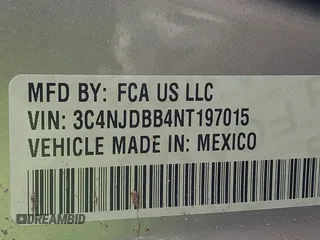 MFD BY: FCA US LLC
VIN: 3C4NJDBB4NT197015
VEHICLE MADE IN: MEXICO
DREAMBID